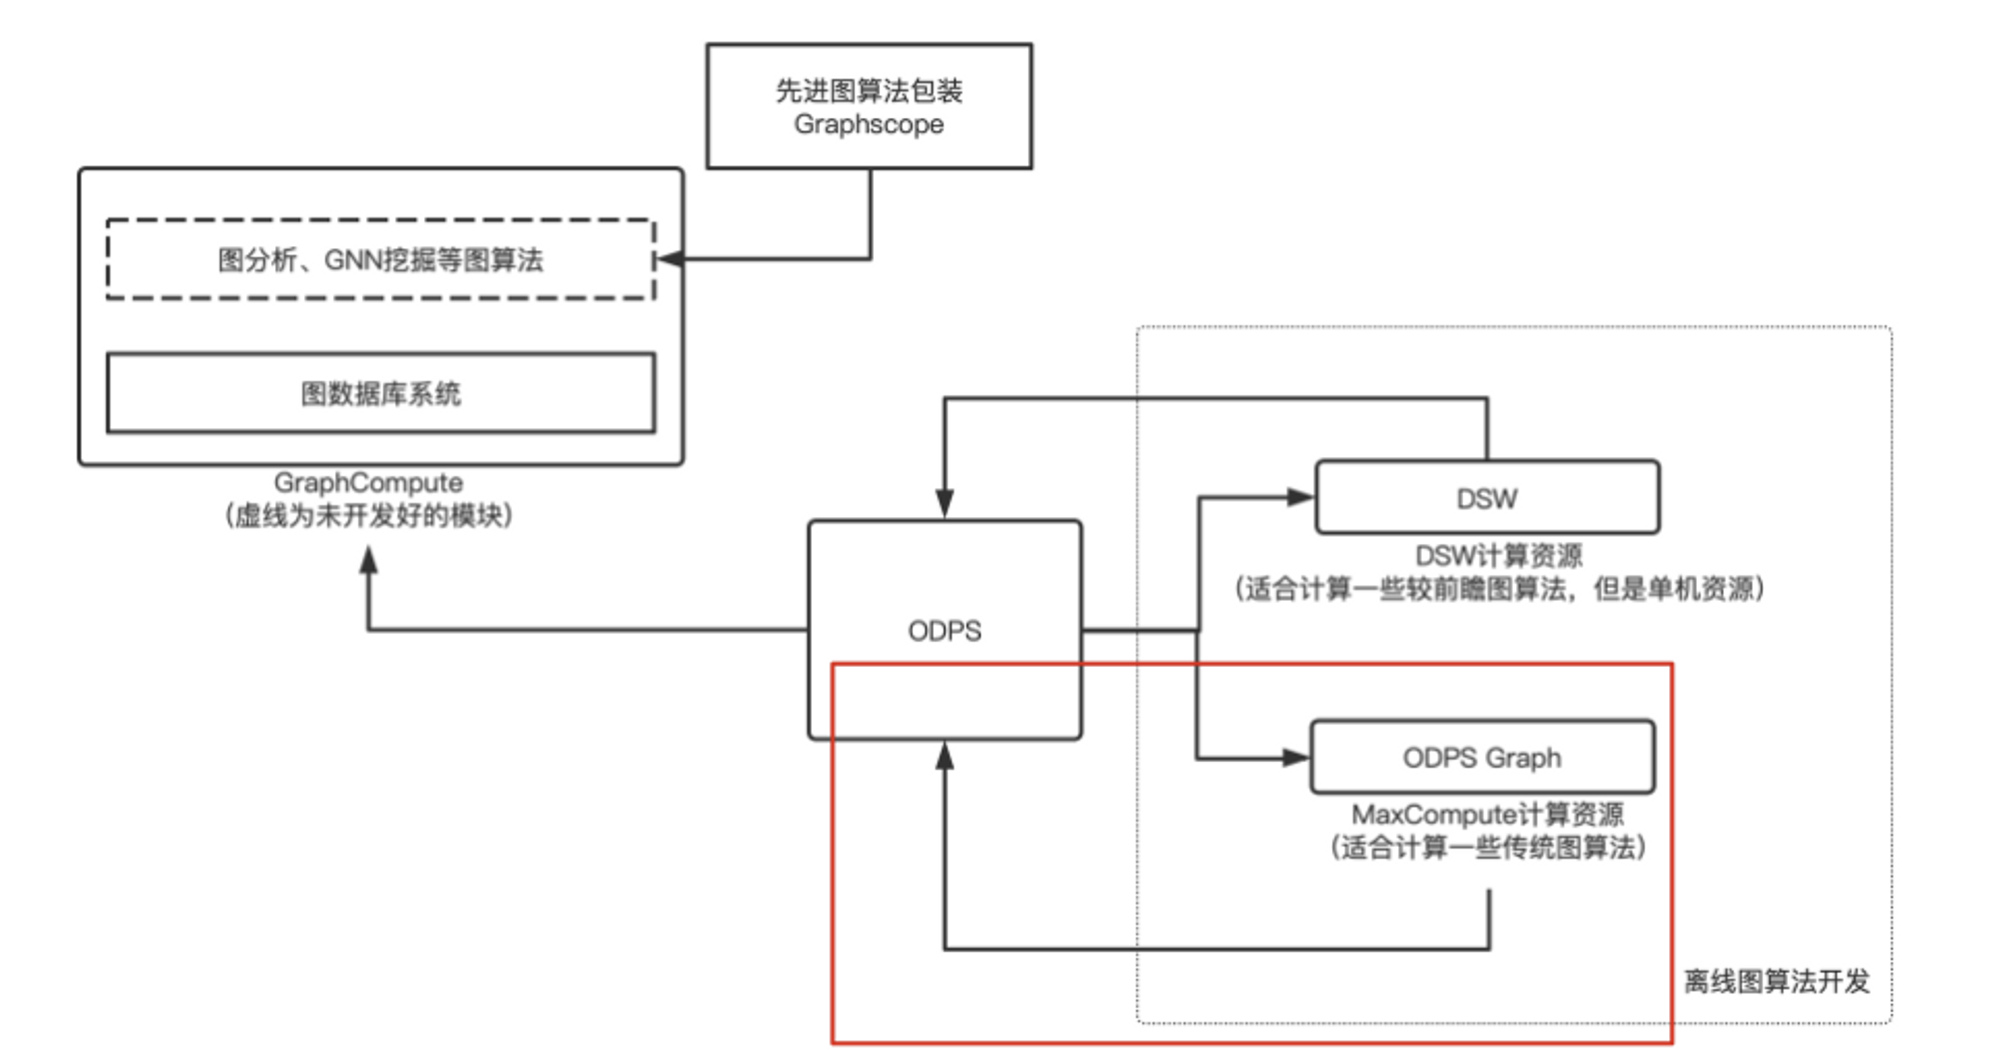 先进图算法包装
Graphscope
图分析、GNN挖掘等图算法
图数据库系统
GraphCompute
（虚线为未开发好的模块）
DSW
DSW计算资源
（适合计算一些较前瞻图算法，但是单机资源）
ODPS
ODPS Graph
MaxCompute计算资源
（适合计算一些传统图算法）
离线图算法开发